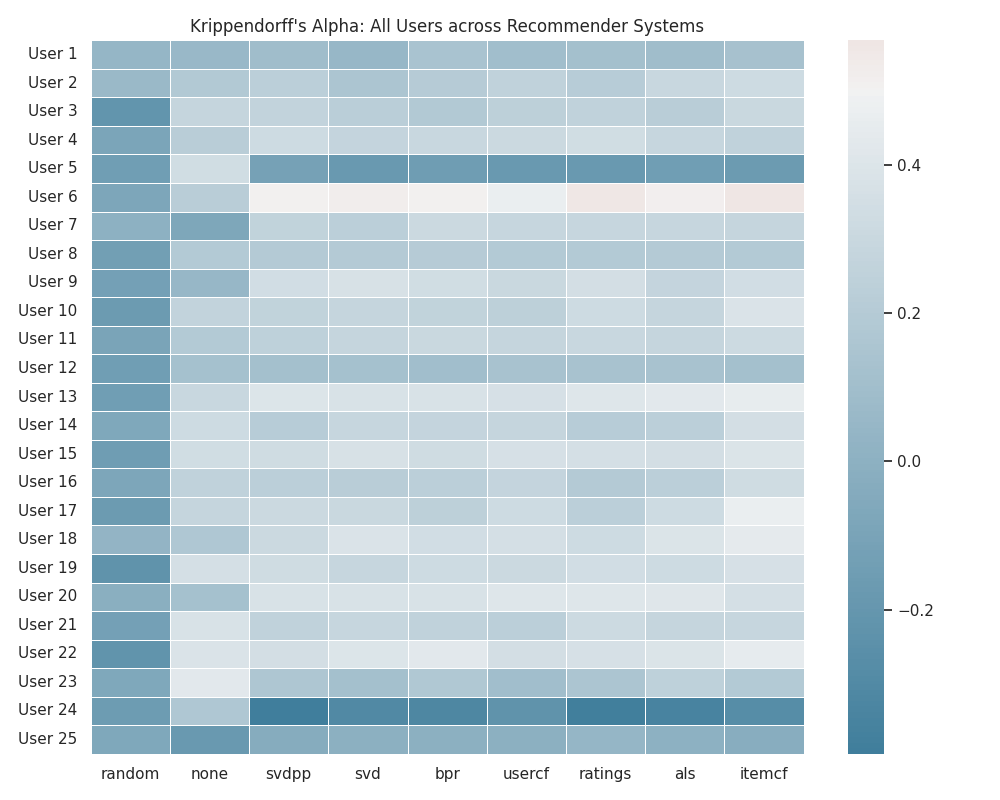 Krippendorff's Alpha: All Users across Recommender Systems
User 1
User 2
User 3
User 4
User 5
User 6
User 7
User 8
User 9
User 10
User 11
User 12
User 13
User 14
User 15
User 16
User 17
User 18
User 19
User 20
User 21
User 22
User 23
User 24
User 25
random none svdpp svd bpr usercf ratings als itemcf
0.4
0.2
0.0
−0.2